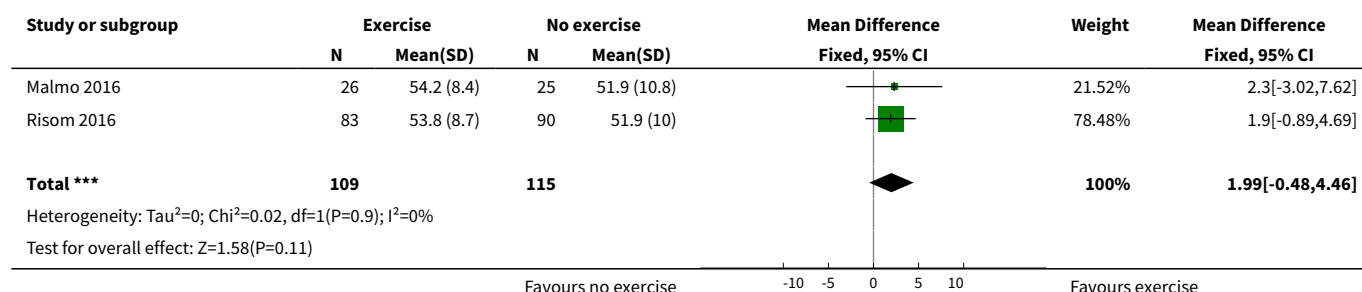 Study or subgroup Exercise No exercise Mean Difference Weight Mean Difference
N Mean(SD) N Mean(SD) Fixed, 95% CI Fixed, 95% CI
Malmo 2016 26 54.2 (8.4) 25 51.9 (10.8) 21.52% 2.3[-3.02,7.62]
Risom 2016 83 53.8 (8.7) 90 51.9 (10) 78.48% 1.9[-0.89,4.69]
Total *** 109 115 100% 1.99[-0.48,4.46]
Heterogeneity: Tau²=0; Chi²=0.02, df=1(P=0.9); I²=0%
Test for overall effect: Z=1.58(P=0.11)
Favours no exercise -10 -5 0 5 10 Favours exercise